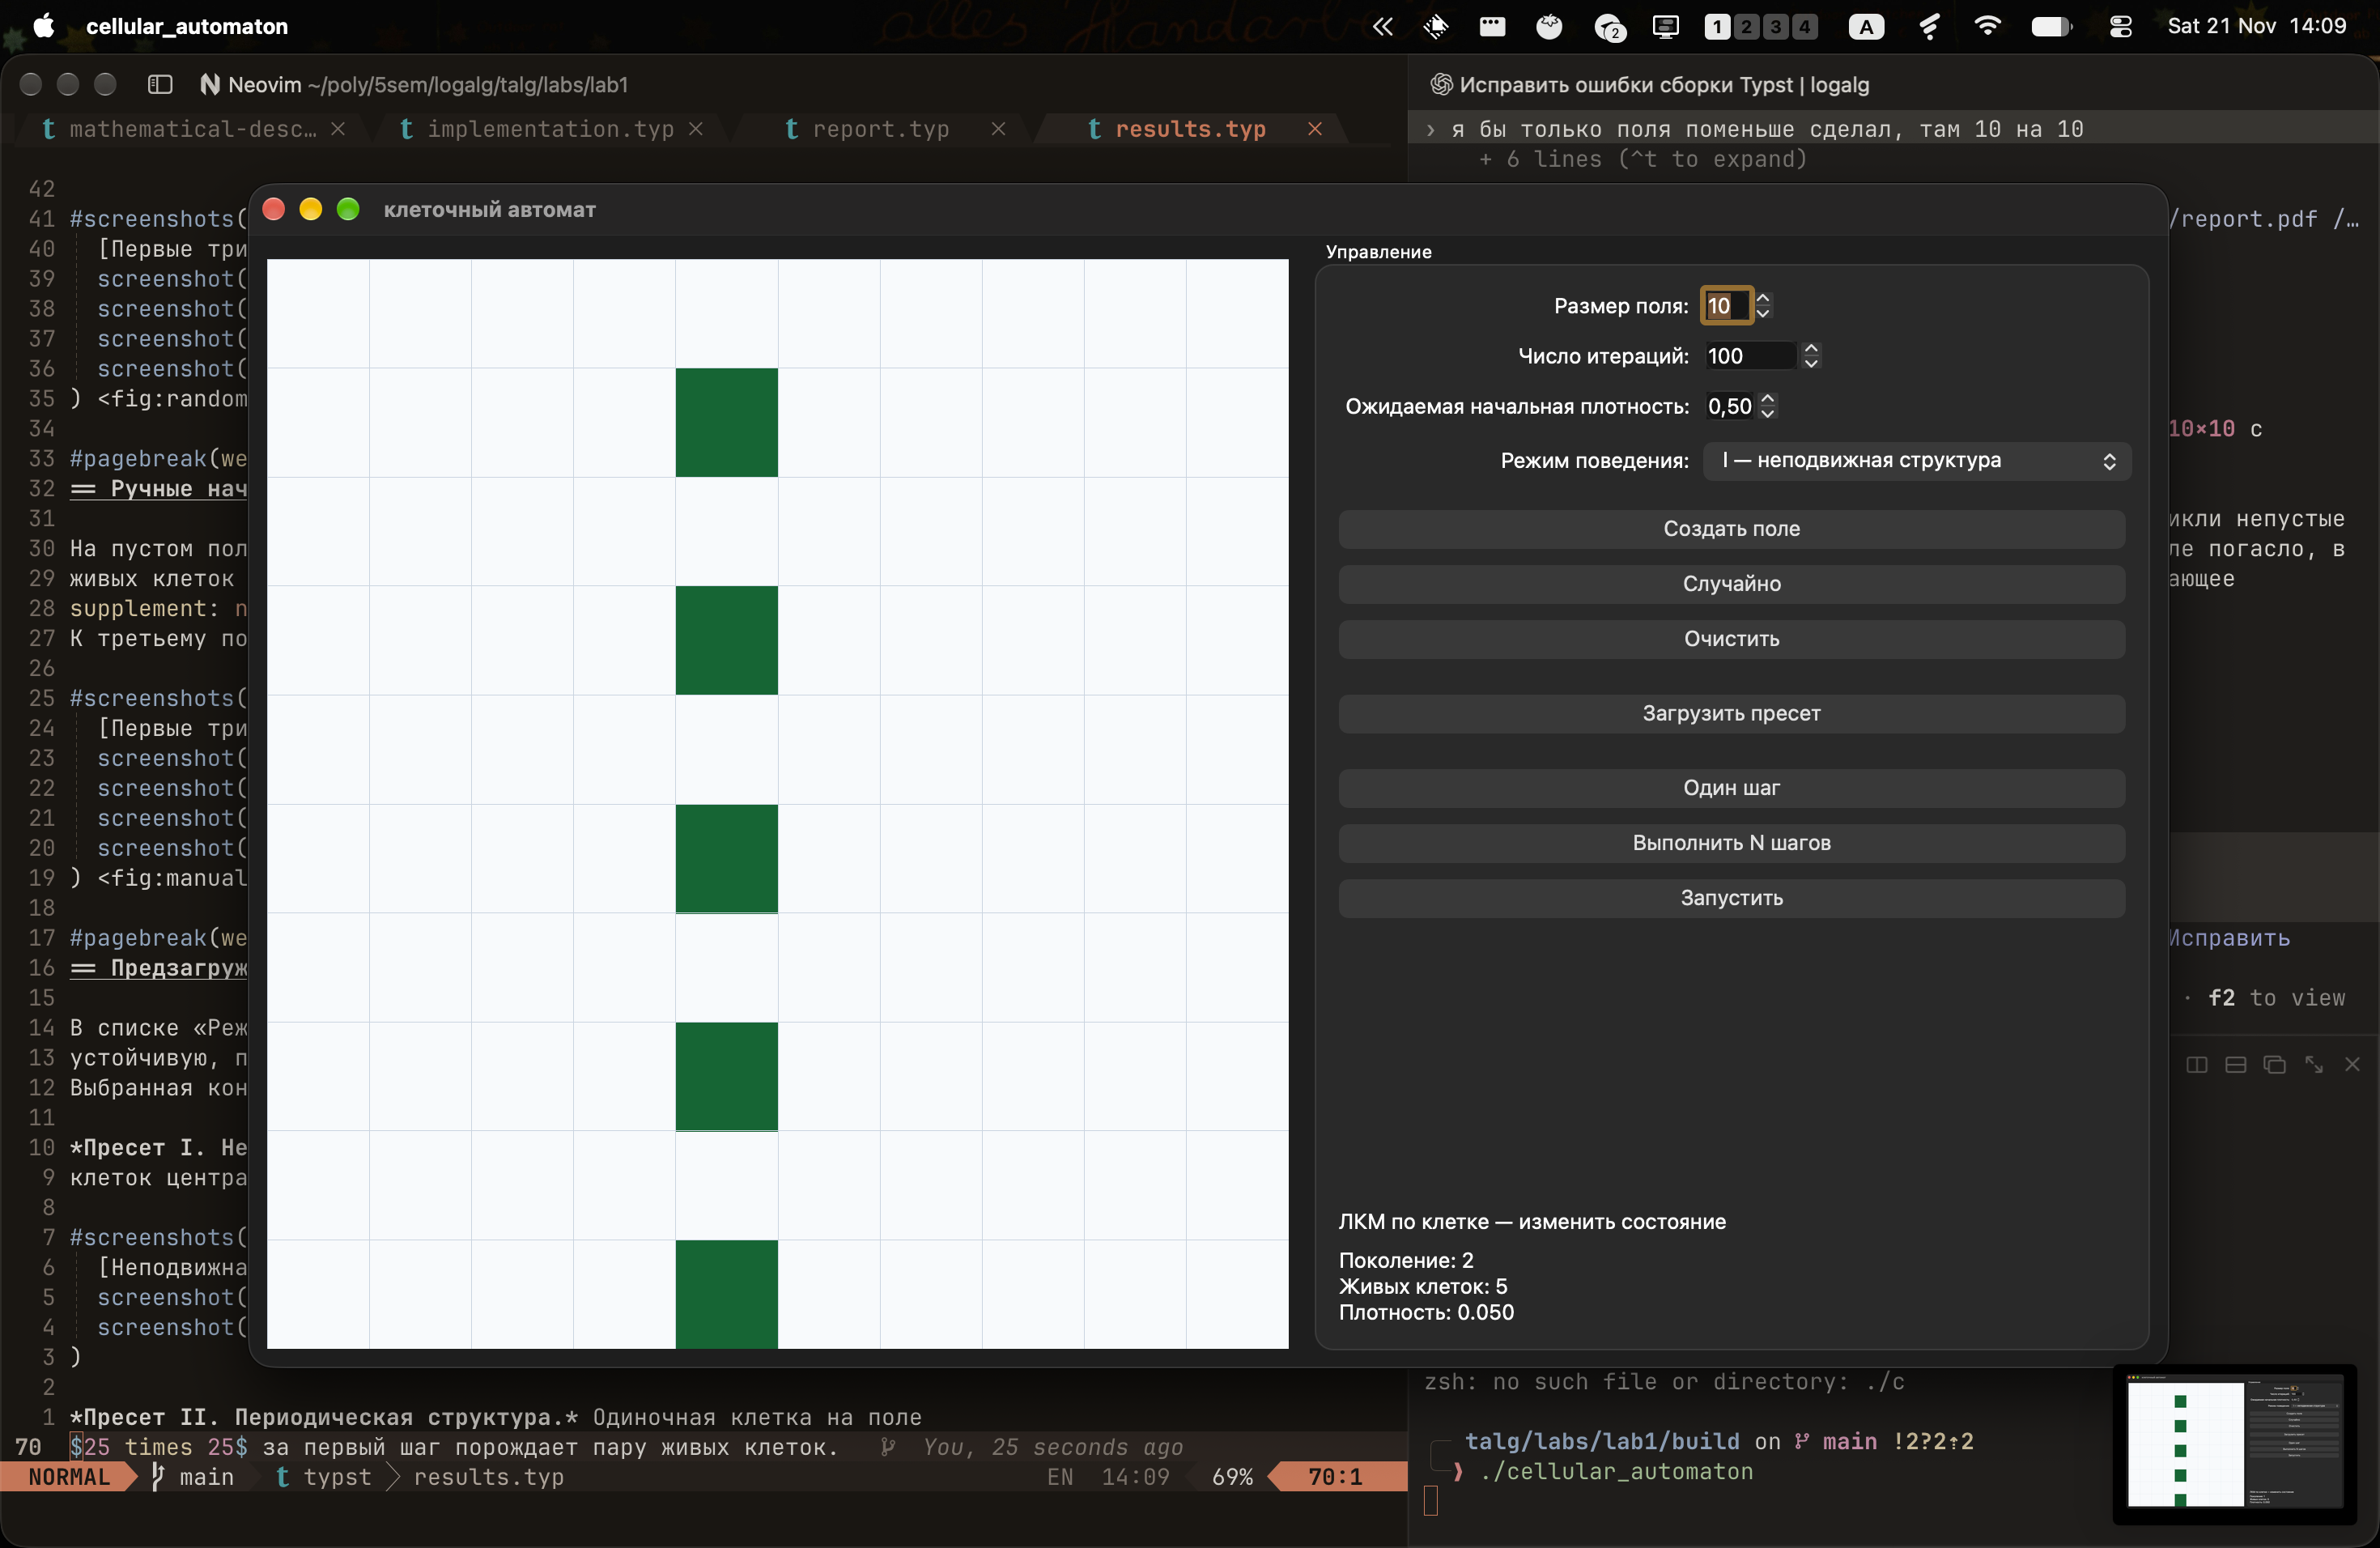 alles Handarbeit
cellular_automaton
2
1 2 3 4
A
Sat 21 Nov 14:09
Neovim ~/poly/5sem/logalg/talg/labs/lab1
mathematical-desc… ×
implementation.typ ×
report.typ ×
results.typ ×
42
41 #screenshots(
40 [Первые три
39 screenshot(
38 screenshot(
37 screenshot(
36 screenshot(
35 ) <fig:random
34
33 #pagebreak(we
32 == Ручные нач
31
30 На пустом пол
29 живых клеток
28 supplement: n
27 К третьему по
26
25 #screenshots(
24 [Первые три
23 screenshot(
22 screenshot(
21 screenshot(
20 screenshot(
19 ) <fig:manual
18
17 #pagebreak(we
16 == Предзагруж
15
14 В списке «Реж
13 устойчивую, п
12 Выбранная кон
11
10 *Пресет I. Не
9 клеток центра
8
7 #screenshots(
6 [Неподвижна
5 screenshot(
4 screenshot(
3 )
2
1 *Пресет II. Периодическая структура.* Одиночная клетка на поле
70 $25 times 25$ за первый шаг порождает пару живых клеток. You, 25 seconds ago
NORMAL main t typst results.typ EN 14:09 69% 70:1
клеточный автомат
Управление
Размер поля: 10
Число итераций: 100
Ожидаемая начальная плотность: 0,50
Режим поведения: I — неподвижная структура
Создать поле
Случайно
Очистить
Загрузить пресет
Один шаг
Выполнить N шагов
Запустить
ЛКМ по клетке — изменить состояние
Поколение: 2
Живых клеток: 5
Плотность: 0.050
Исправить ошибки сборки Typst | logalg
› я бы только поля поменьше сделал, там 10 на 10
+ 6 lines (^t to expand)
/report.pdf /…
10×10 с
икли непустые
ле погасло, в
ающее
Исправить
· f2 to view
zsh: no such file or directory: ./c
talg/labs/lab1/build on main !2?2⇡2
❯ ./cellular_automaton